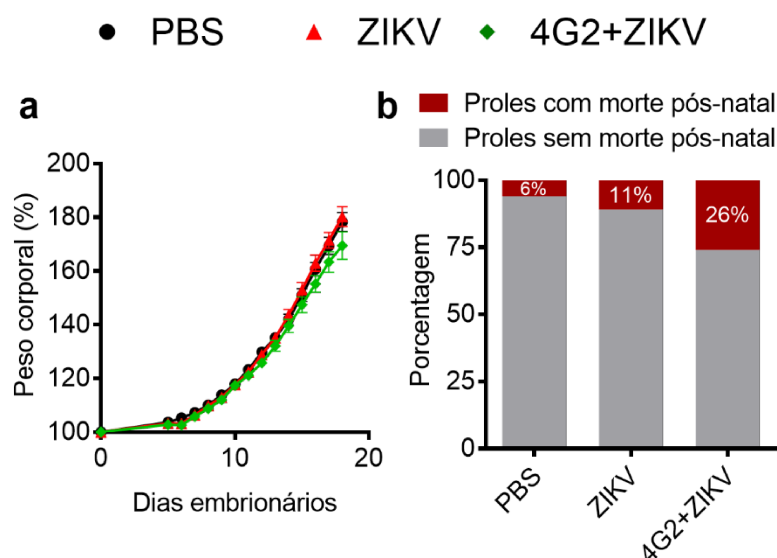 PBS ZIKV 4G2+ZIKV
a
Peso corporal (%)
200
180
160
140
120
100
0 10 20
Dias embrionários
b
Proles com morte pós-natal
Proles sem morte pós-natal
Porcentagem
100
75
50
25
0
6%
11%
26%
PBS
ZIKV
4G2+ZIKV